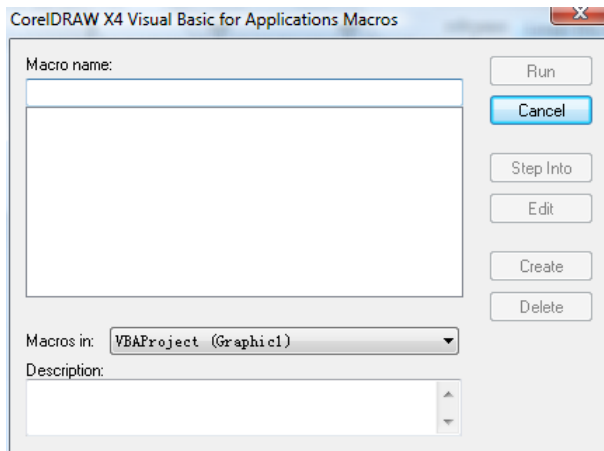 CorelDRAW X4 Visual Basic for Applications Macros
Macro name:
Run
Cancel
Step Into
Edit
Create
Delete
Macros in:
VBAProject (Graphic1)
Description: